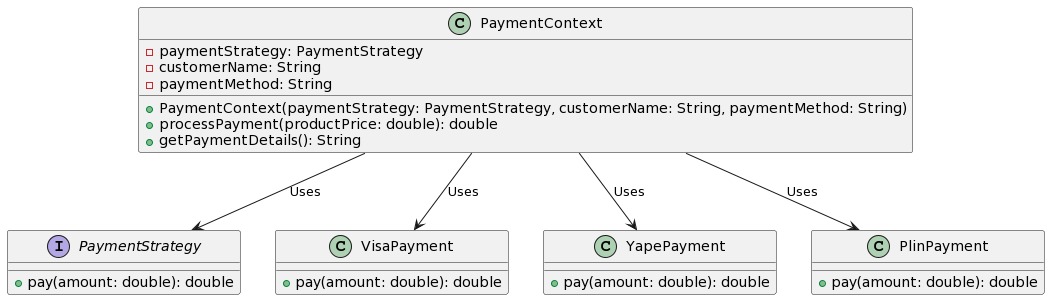 C PaymentContext
paymentStrategy: PaymentStrategy
customerName: String
paymentMethod: String
PaymentContext(paymentStrategy: PaymentStrategy, customerName: String, paymentMethod: String)
processPayment(productPrice: double): double
getPaymentDetails(): String
Uses Uses Uses Uses
I PaymentStrategy C VisaPayment C YapePayment C PlinPayment
pay(amount: double): double pay(amount: double): double pay(amount: double): double pay(amount: double): double